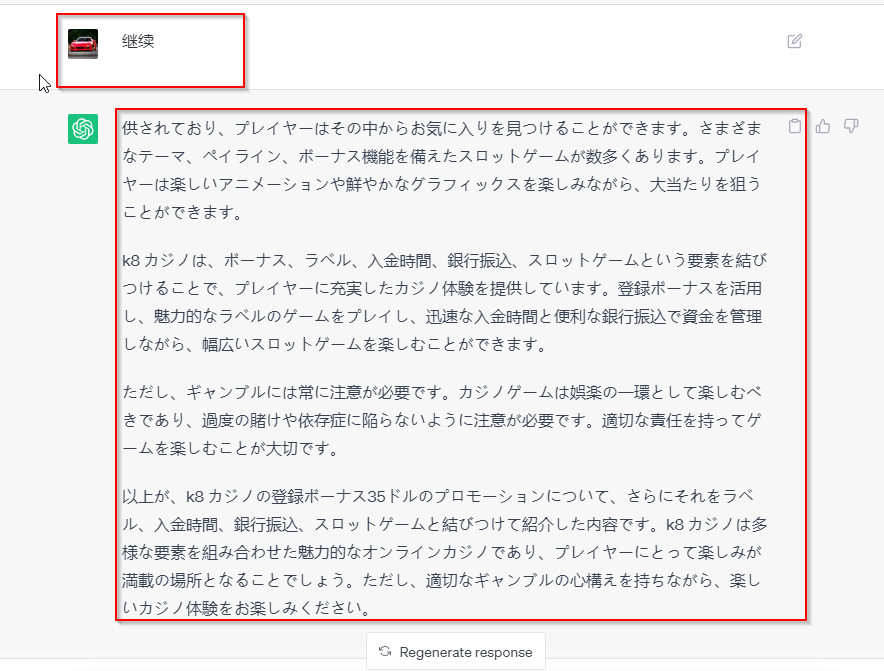 继续
供されており、プレイヤーはその中からお気に入りを見つけることができます。さまざま
なテーマ、ペイライン、ボーナス機能を備えたスロットゲームが数多くあります。プレイ
ヤーは楽しいアニメーションや鮮やかなグラフィックスを楽しみながら、大当たりを狙う
ことができます。
k8 カジノは、ボーナス、ラベル、入金時間、銀行振込、スロットゲームという要素を結び
つけることで、プレイヤーに充実したカジノ体験を提供しています。登録ボーナスを活用
し、魅力的なラベルのゲームをプレイし、迅速な入金時間と便利な銀行振込で資金を管理
しながら、幅広いスロットゲームを楽しむことができます。
ただし、ギャンブルには常に注意が必要です。カジノゲームは娯楽の一環として楽しむべ
きであり、過度の賭けや依存症に陥らないように注意が必要です。適切な責任を持ってゲ
ームを楽しむことが大切です。
以上が、k8 カジノの登録ボーナス35ドルのプロモーションについて、さらにそれをラベ
ル、入金時間、銀行振込、スロットゲームと結びつけて紹介した内容です。k8 カジノは多
様な要素を組み合わせた魅力的なオンラインカジノであり、プレイヤーにとって楽しみが
満載の場所となることでしょう。ただし、適切なギャンブルの心構えを持ちながら、楽し
いカジノ体験をお楽しみください。
Regenerate response